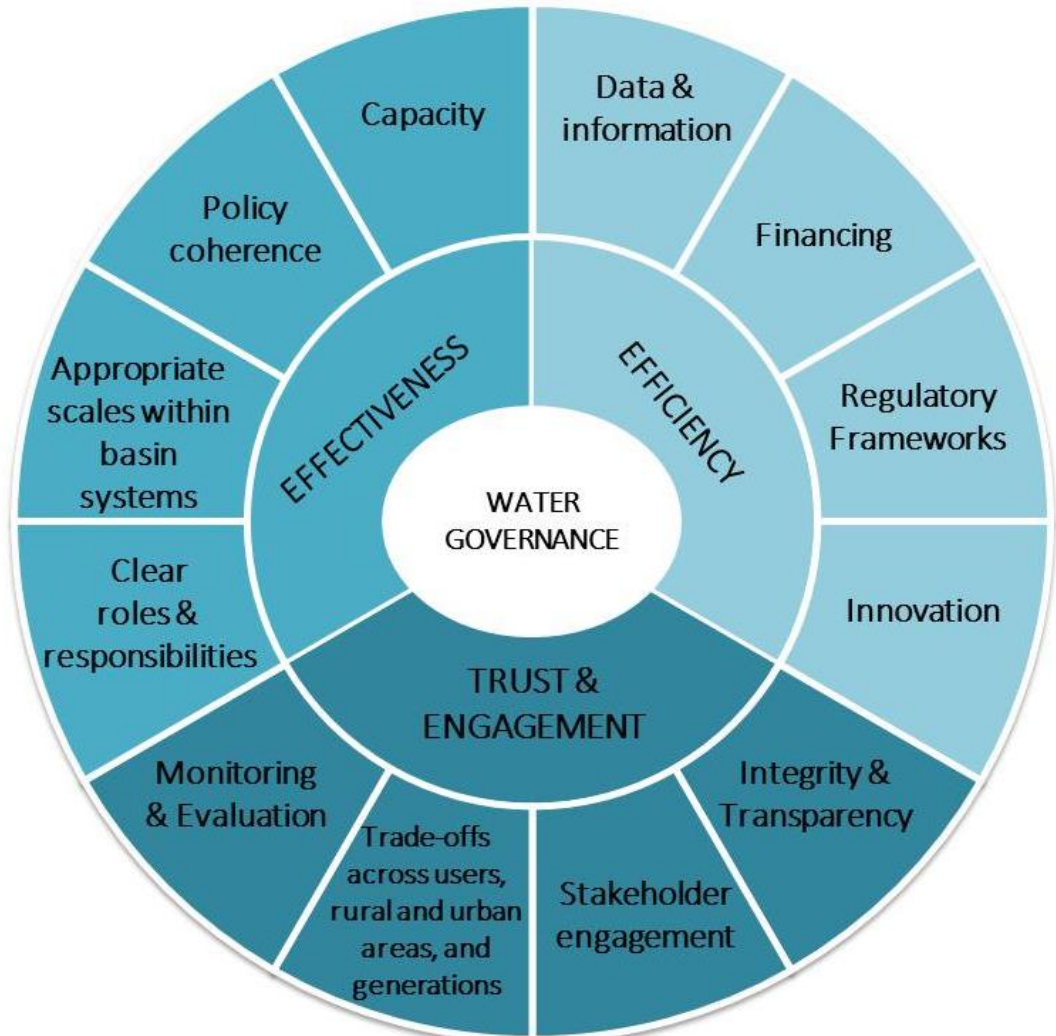 Capacity
Data &
information
Policy
coherence
Financing
Appropriate
scales within
basin
systems
Regulatory
Frameworks
Clear
roles &
responsibilities
Innovation
EFFECTIVENESS
EFFICIENCY
WATER
GOVERNANCE
TRUST &
ENGAGEMENT
Monitoring
& Evaluation
Trade-offs
across users,
rural and urban
areas, and
generations
Stakeholder
engagement
Integrity &
Transparency